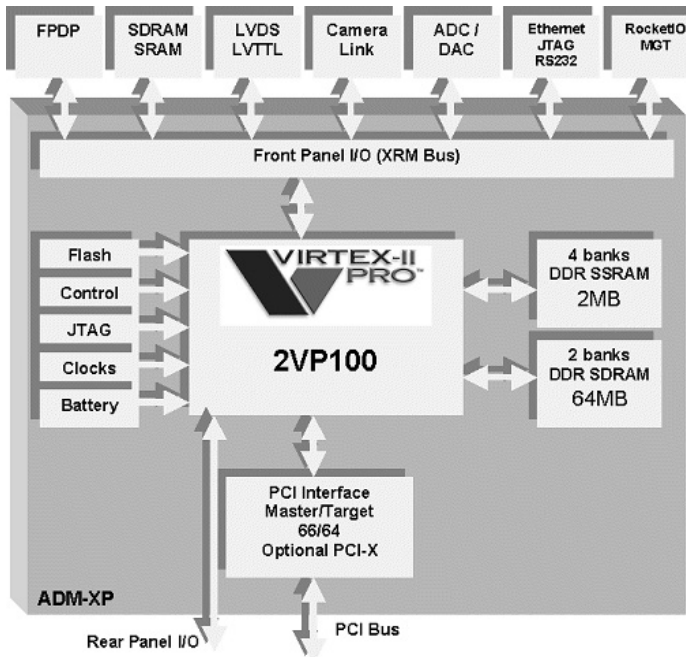 FPDP
SDRAM
SRAM
LVDS
LVTTL
Camera
Link
ADC /
DAC
Ethernet
JTAG
RS232
RocketIO
MGT
Front Panel I/O (XRM Bus)
Flash
Control
JTAG
Clocks
Battery
VIRTEX-II
PRO™
2VP100
4 banks
DDR SSRAM
2MB
2 banks
DDR SDRAM
64MB
PCI Interface
Master/Target
66/64
Optional PCI-X
ADM-XP
Rear Panel I/O
PCI Bus